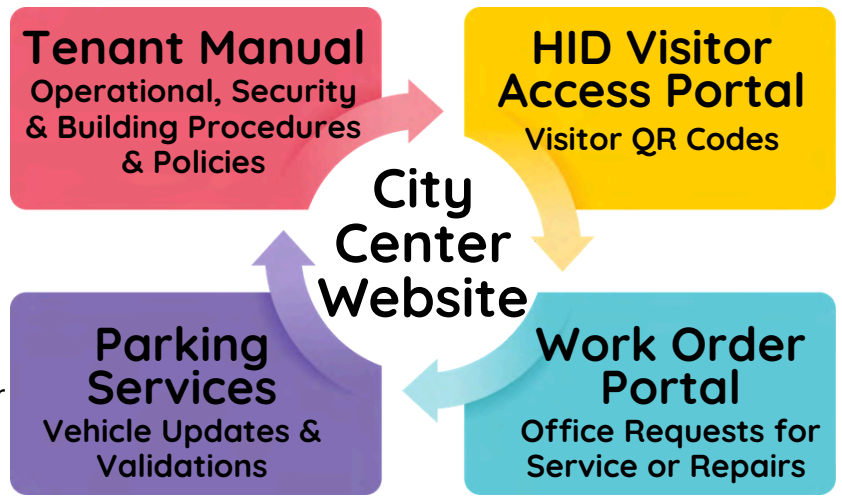 Tenant Manual
Operational, Security
& Building Procedures
& Policies
HID Visitor
Access Portal
Visitor QR Codes
City
Center
Website
Parking
Services
Vehicle Updates &
Validations
Work Order
Portal
Office Requests for
Service or Repairs